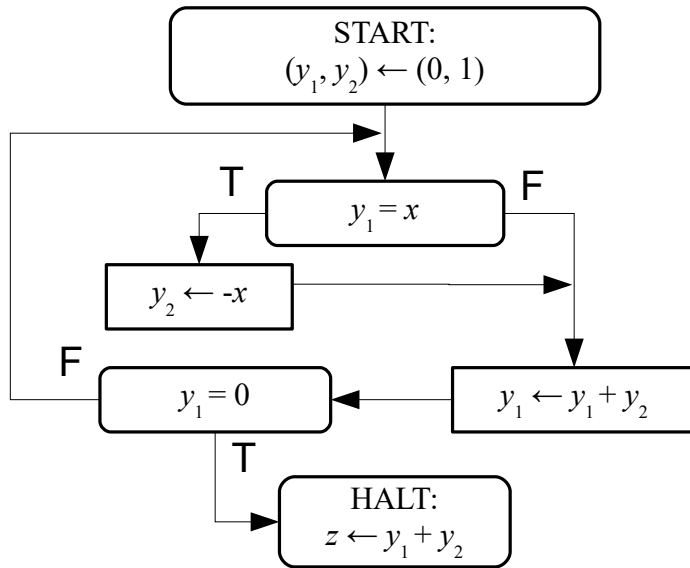 START:
(y₁, y₂) ← (0, 1)
T
F
y₁ = x
y₂ ← -x
F
y₁ = 0
y₁ ← y₁ + y₂
T
HALT:
z ← y₁ + y₂